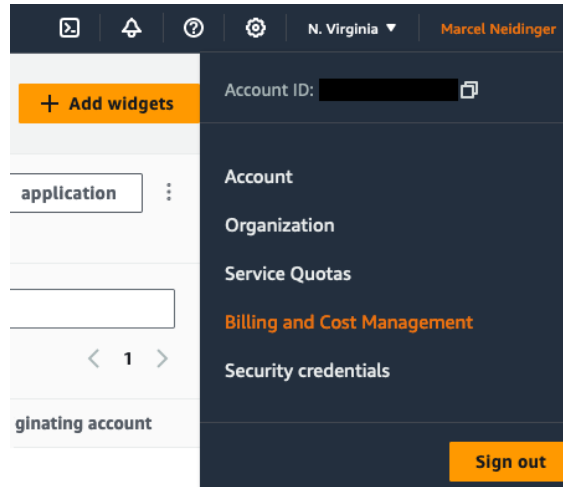 N. Virginia ▼ Marcel Neidinger
+ Add widgets
Account ID:
application
Account
Organization
Service Quotas
Billing and Cost Management
1
Security credentials
ginating account
Sign out